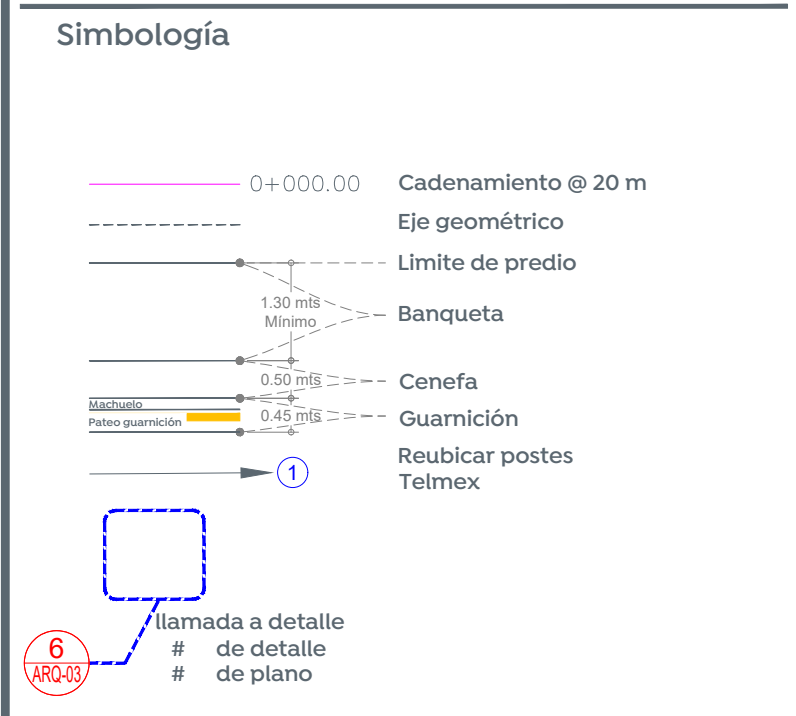 Simbología
0+000.00 Cadenamiento @ 20 m
Eje geométrico
Limite de predio
1.30 mts
Mínimo
Banqueta
0.50 mts Cenefa
Machuelo
Pateo guarnición
0.45 mts Guarnición
Reubicar postes
Telmex
1
llamada a detalle
# de detalle
# de plano
6
ARQ-03